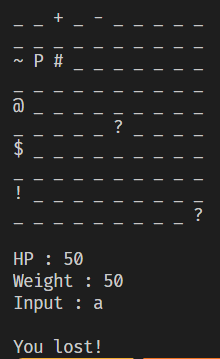 _ _ + _ - _ _ _ _ _
_ _ _ _ _ _ _ _ _ _
~ P # _ _ _ _ _ _ _
_ _ _ _ _ _ _ _ _ _
@ _ _ _ _ _ _ _ _ _
_ _ _ _ _ ? _ _ _ _
$ _ _ _ _ _ _ _ _ _
_ _ _ _ _ _ _ _ _ _
! _ _ _ _ _ _ _ _ _
_ _ _ _ _ _ _ _ _ ?
HP : 50
Weight : 50
Input : a
You lost!